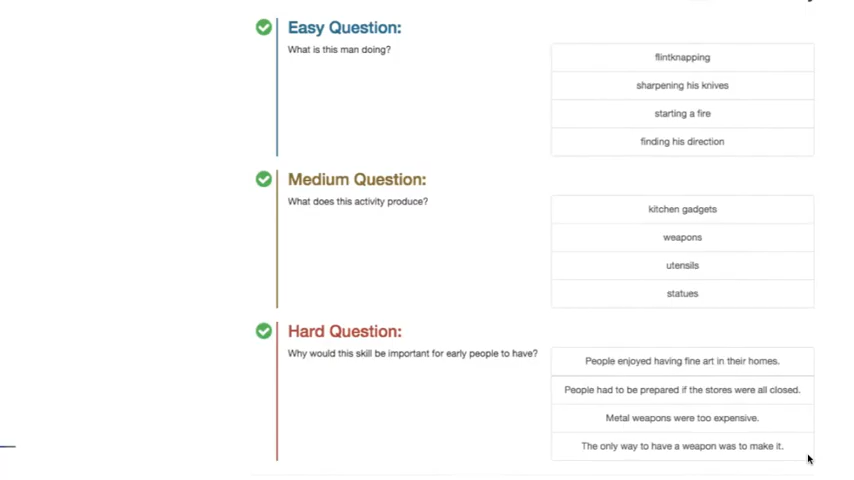 Easy Question:
What is this man doing?
flintknapping
sharpening his knives
starting a fire
finding his direction
Medium Question:
What does this activity produce?
kitchen gadgets
weapons
utensils
statues
Hard Question:
Why would this skill be important for early people to have?
People enjoyed having fine art in their homes.
People had to be prepared if the stores were all closed.
Metal weapons were too expensive.
The only way to have a weapon was to make it.